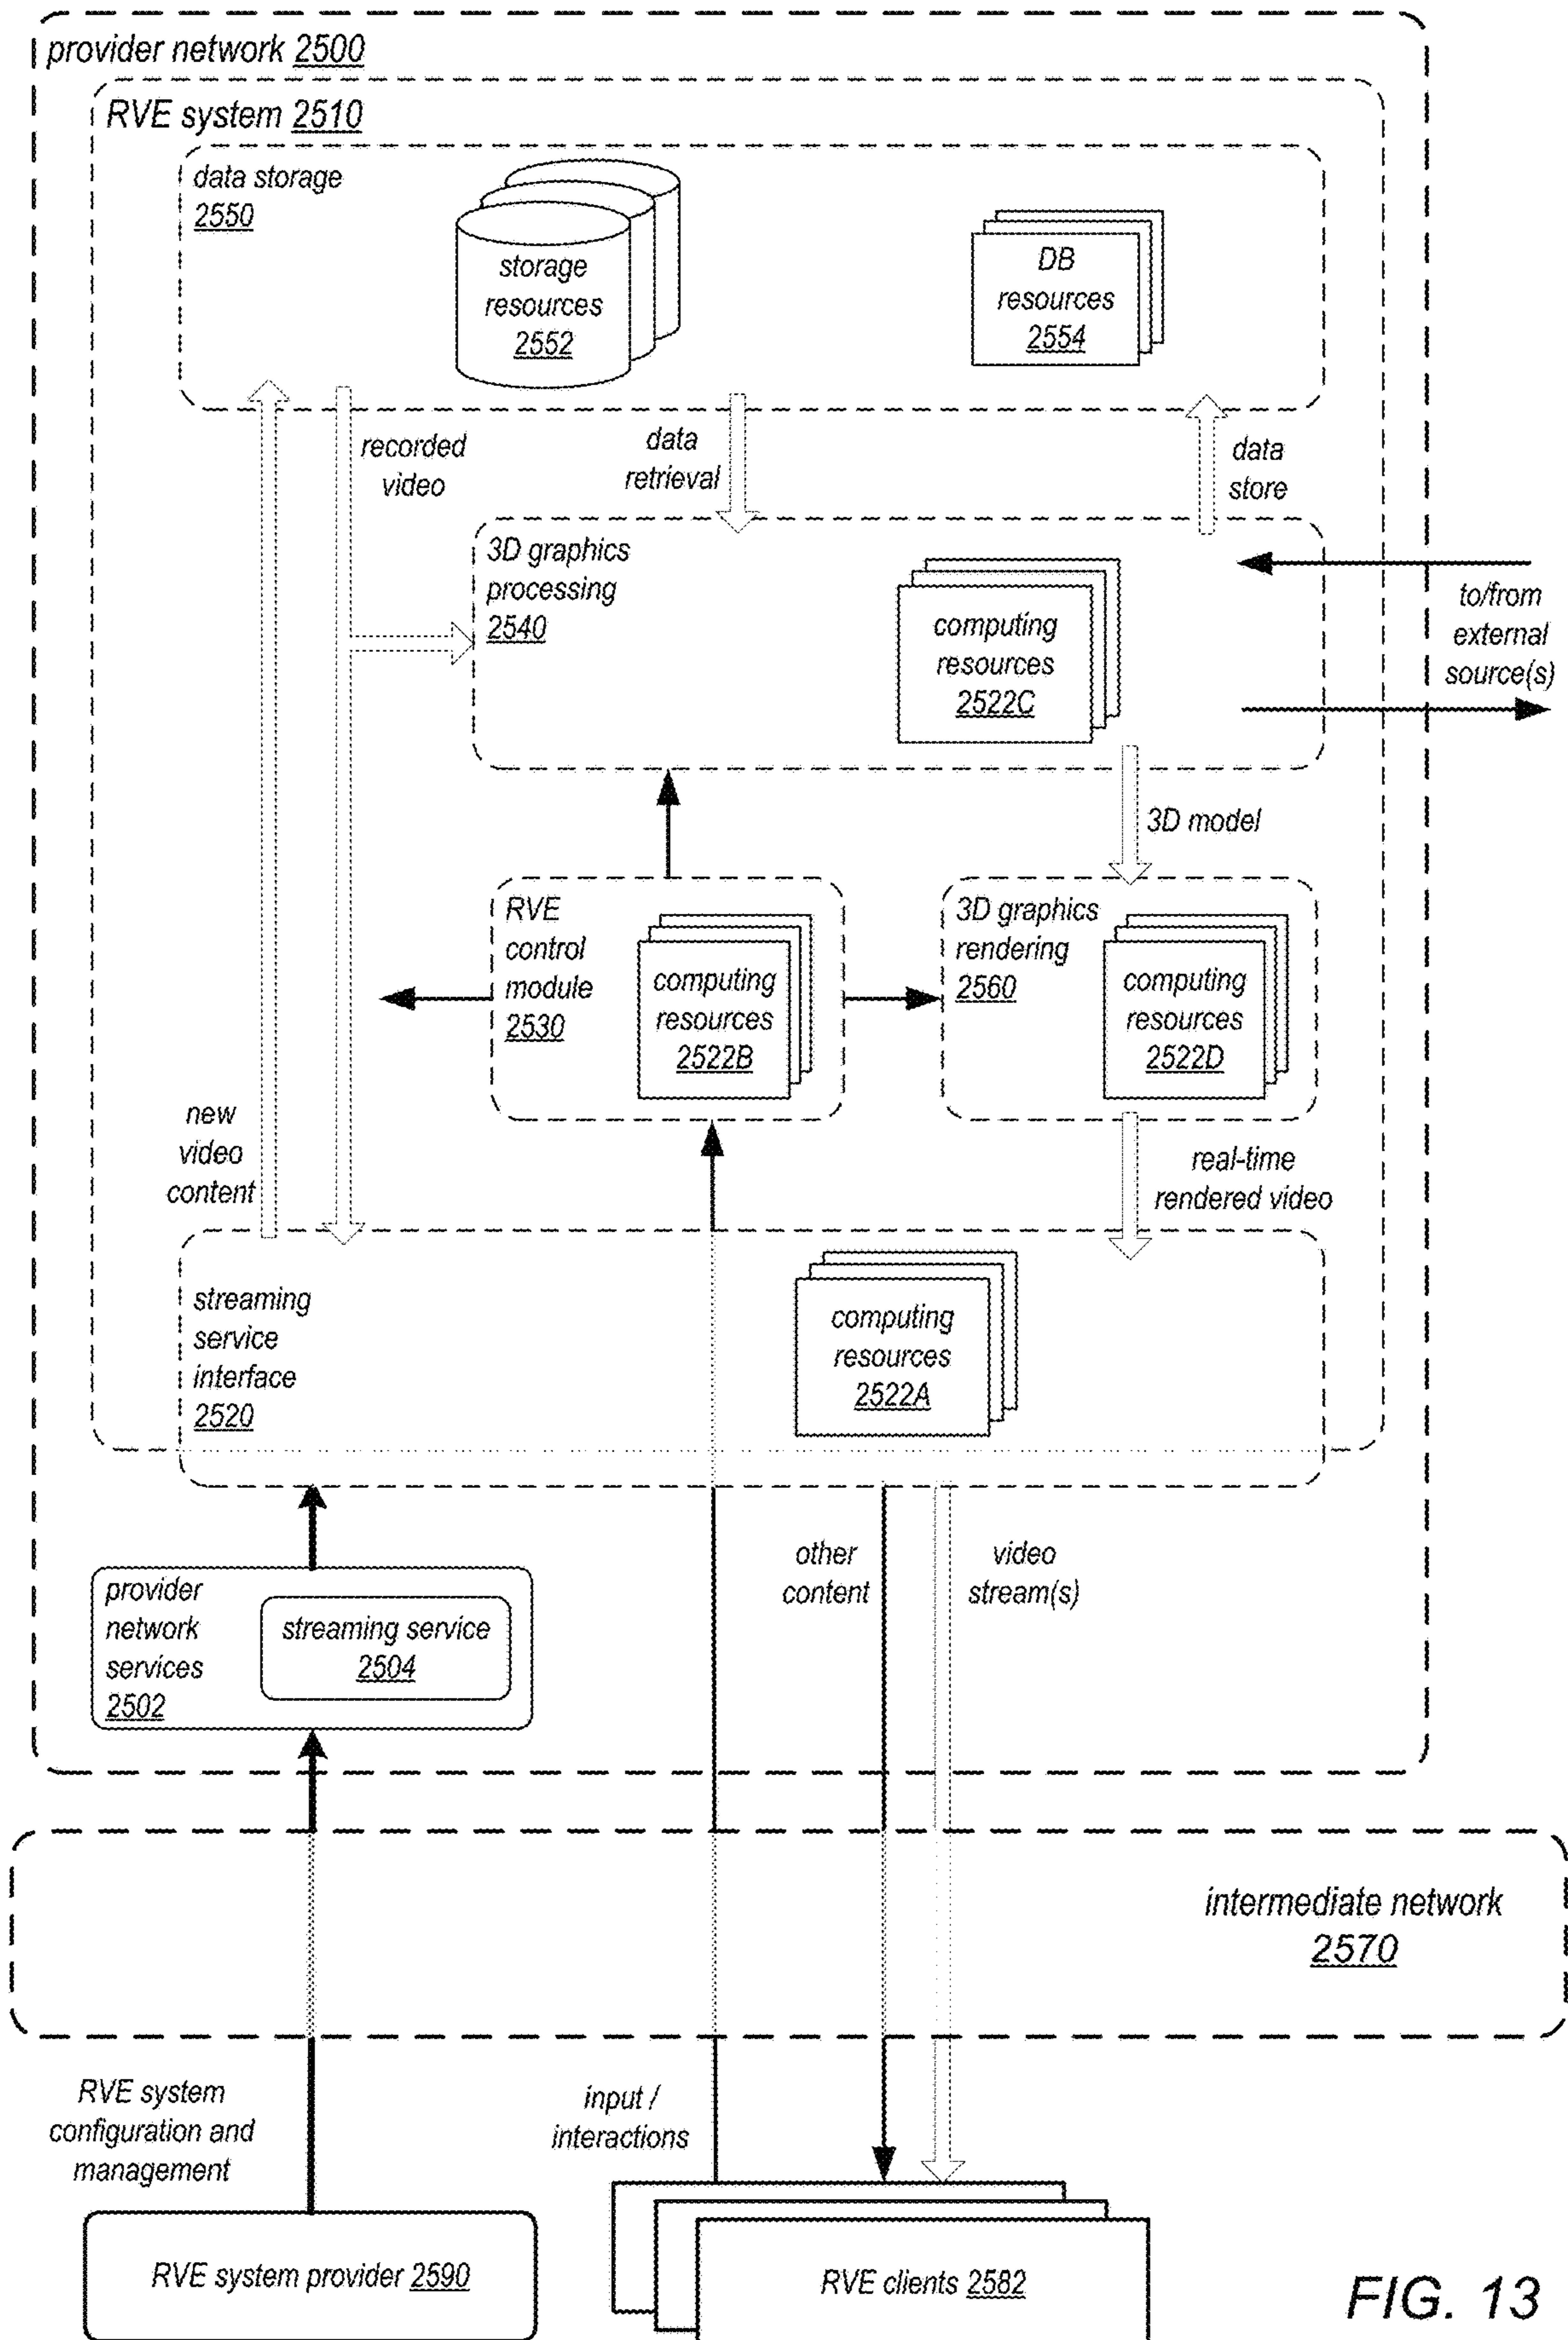 provider network 2500
RVE system 2510
data storage
2550
storage
resources
2552
DB
resources
2554
recorded
video
data
retrieval
data
store
3D graphics
processing
2540
computing
resources
2522C
to/from
external
source(s)
3D model
RVE
control
module
2530
computing
resources
2522B
3D graphics
rendering
2560
computing
resources
2522D
new
video
content
real-time
rendered video
streaming
service
interface
2520
computing
resources
2522A
other
content
video
stream(s)
provider
network
services
2502
streaming service
2504
intermediate network
2570
RVE system
configuration and
management
input /
interactions
RVE system provider 2590
RVE clients 2582
FIG. 13